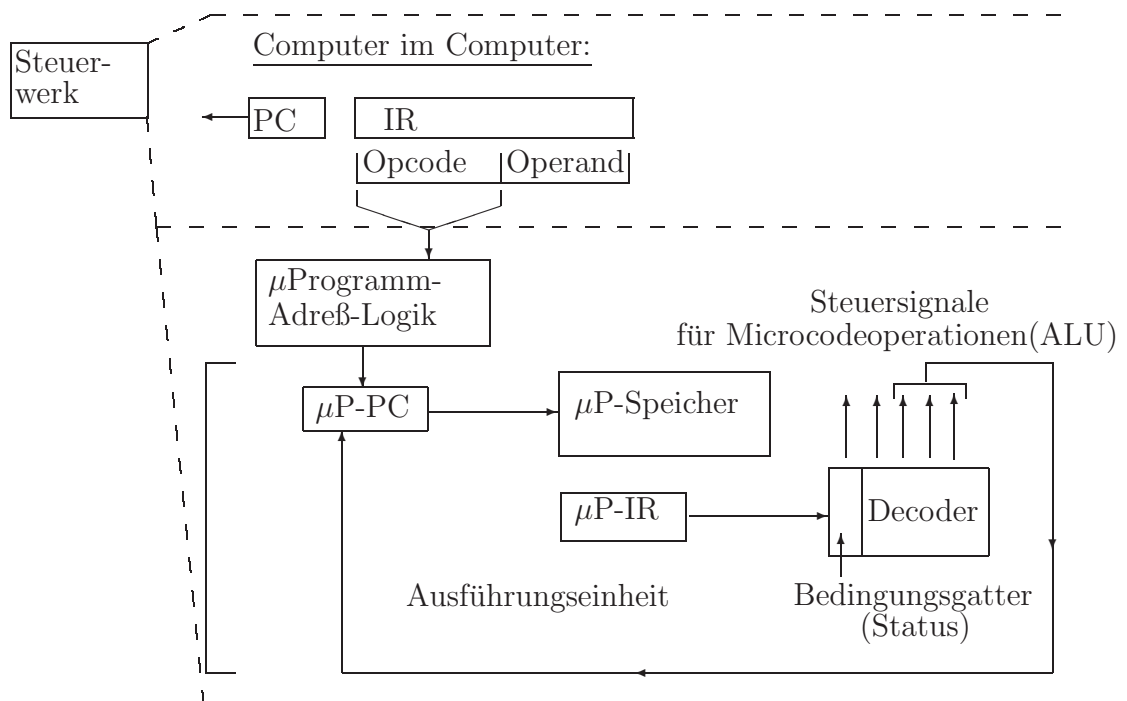 Steuer-
werk
Computer im Computer:
PC
IR
Opcode
Operand
µProgramm-
Adreß-Logik
Steuersignale
für Microcodeoperationen(ALU)
µP-PC
µP-Speicher
µP-IR
Decoder
Ausführungseinheit
Bedingungsgatter
(Status)